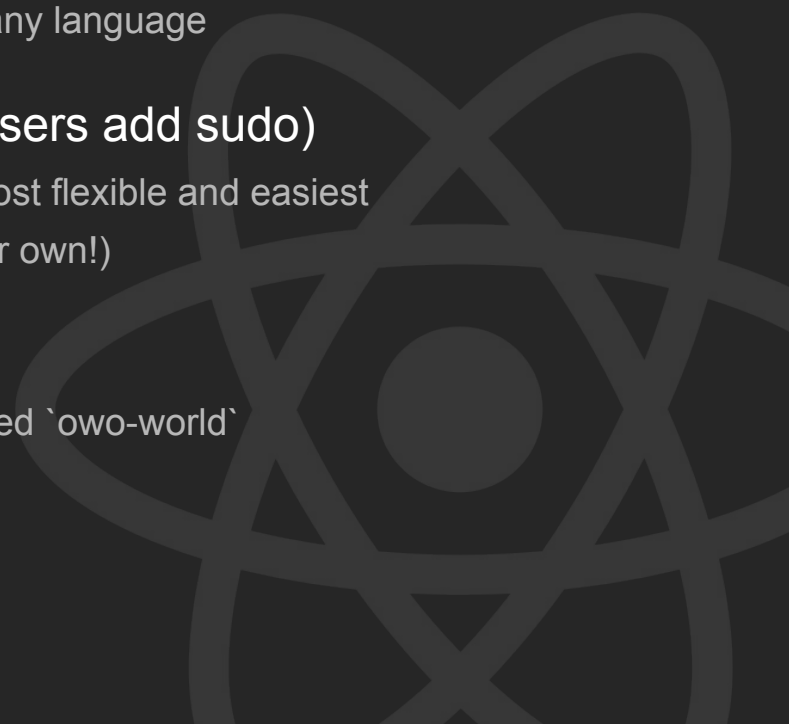 any language
sers add sudo)
ost flexible and easiest
r own!)
ed `owo-world`